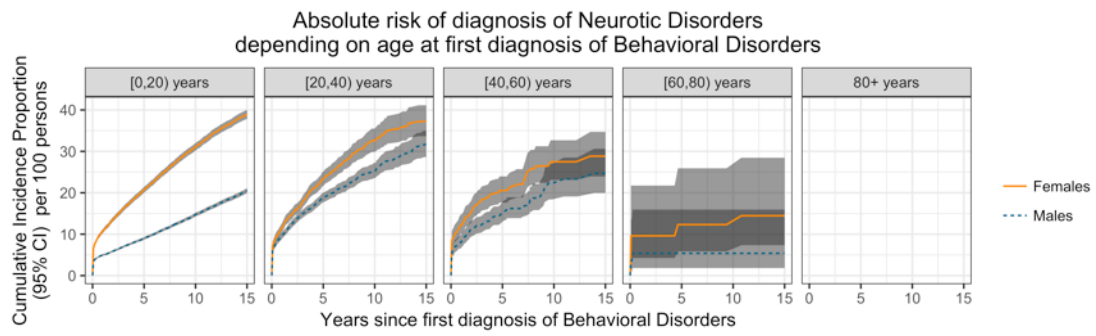 Absolute risk of diagnosis of Neurotic Disorders
depending on age at first diagnosis of Behavioral Disorders
[0,20) years
[20,40) years
[40,60) years
[60,80) years
80+ years
Cumulative Incidence Proportion
(95% CI) per 100 persons
40
30
20
10
0
0 5 10 15
0 5 10 15
0 5 10 15
0 5 10 15
0 5 10 15
Years since first diagnosis of Behavioral Disorders
Females
Males